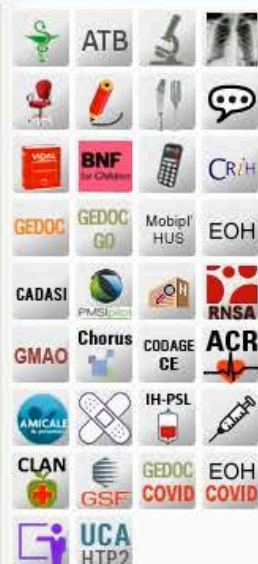 ATB
VIDAL
BNF
for Children
CRiH
GEDOC
GEDOC
GO
Mobipl'
HUS
EOH
CADASI
PMSIpilot
H
RNSA
GMAO
Chorus
CODAGE
CE
ACR
AMICALE
IH-PSL
CLAN
GSF
GEDOC
COVID
EOH
COVID
UCA
HTP2